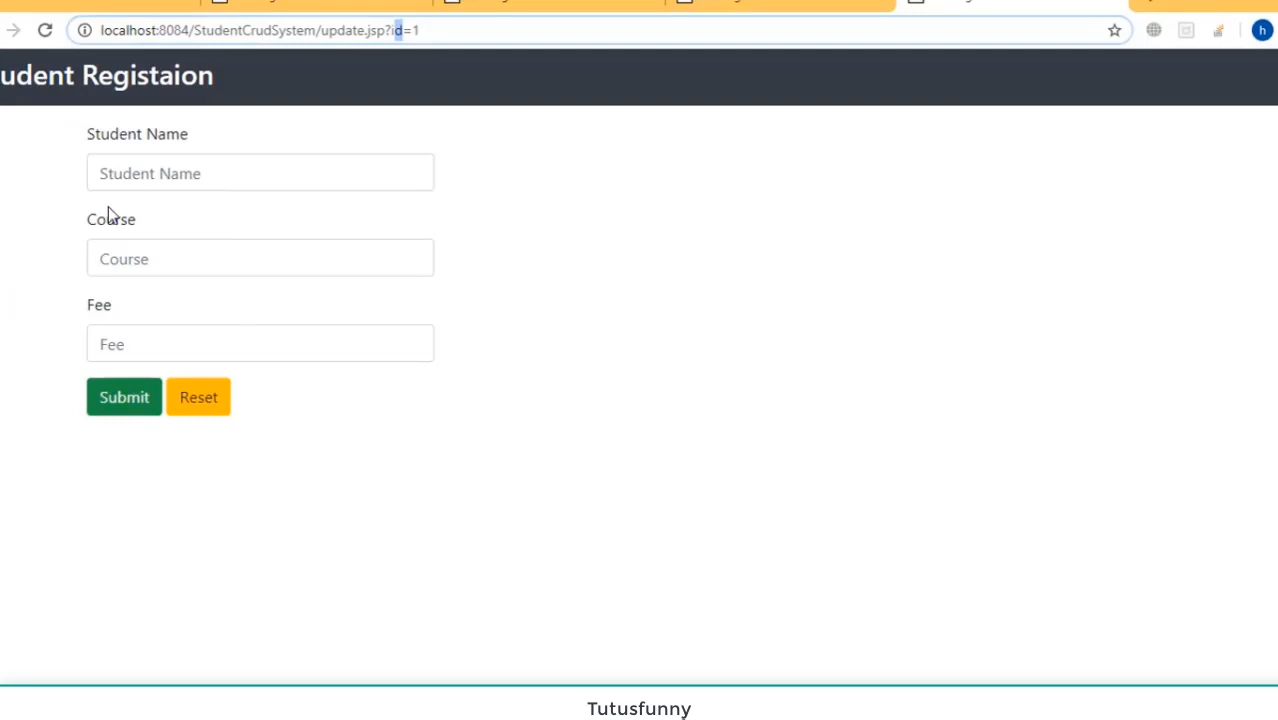 localhost:8084/StudentCrudSystem/update.jsp?id=1
h
udent Registaion
Student Name
Student Name
Course
Course
Fee
Fee
Submit Reset
Tutusfunny